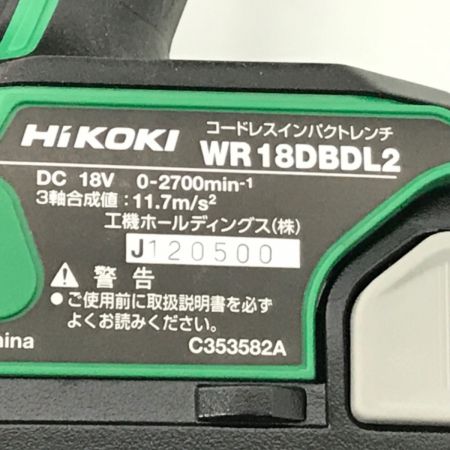 HiKOKI
コードレスインパクトレンチ
WR18DBDL2
DC 18V 0-2700min-1
3軸合成値：11.7m/s2
工機ホールディングス(株)
J120500
警告
●ご使用前に取扱説明書を必ず
よくお読みください。
C353582A